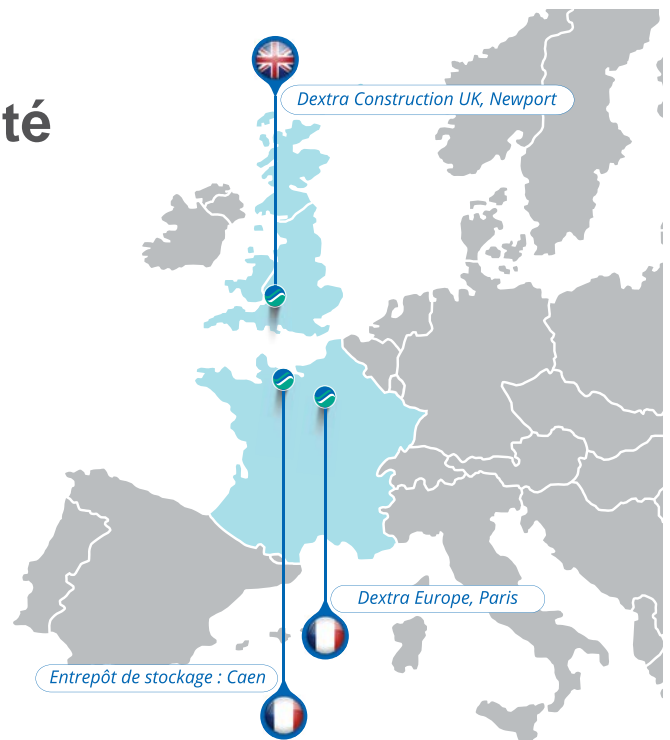 té
Dextra Construction UK, Newport
Dextra Europe, Paris
Entrepôt de stockage : Caen